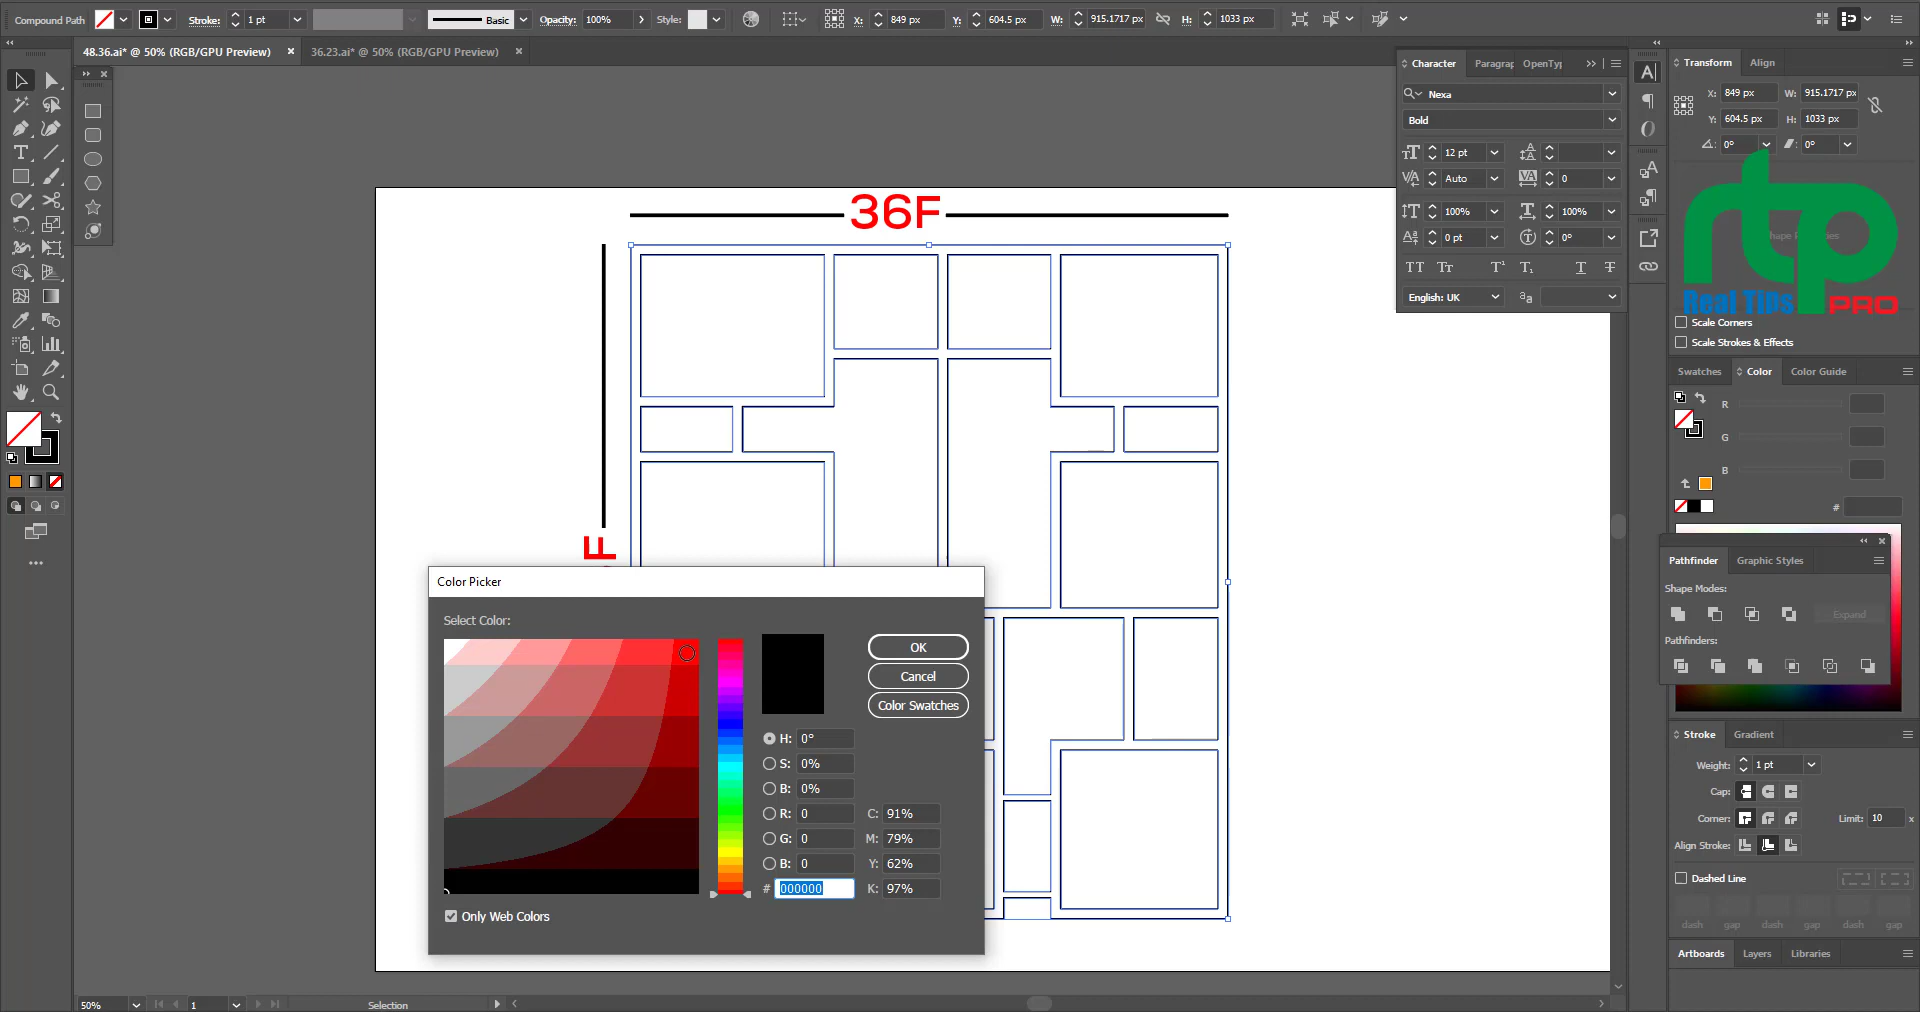 Compound Path
Stroke:
1 pt
Basic
Opacity:
100%
Style:
X:
849 px
Y:
604.5 px
W:
915.1717 px
H:
1033 px
48.36.ai* @ 50% (RGB/GPU Preview)
36.23.ai* @ 50% (RGB/GPU Preview)
Character
Paragrap
OpenTyp
Nexa
Bold
12 pt
Auto
0
100%
100%
0 pt
0°
English: UK
Transform
Align
X:
849 px
W:
915.1717 px
Y:
604.5 px
H:
1033 px
0°
0°
rtp
Real Tips
PRO
Scale Corners
Scale Strokes & Effects
Swatches
Color
Color Guide
R
G
B
#
Pathfinder
Graphic Styles
Shape Modes:
Expand
Pathfinders:
Stroke
Gradient
Weight:
1 pt
Cap:
Corner:
Limit:
10
x
Align Stroke:
Dashed Line
dash
gap
dash
gap
dash
gap
Artboards
Layers
Libraries
36F
F
Color Picker
Select Color:
OK
Cancel
Color Swatches
H:
0°
S:
0%
B:
0%
R:
0
C:
91%
G:
0
M:
79%
B:
0
Y:
62%
#
000000
K:
97%
Only Web Colors
50%
1
Selection